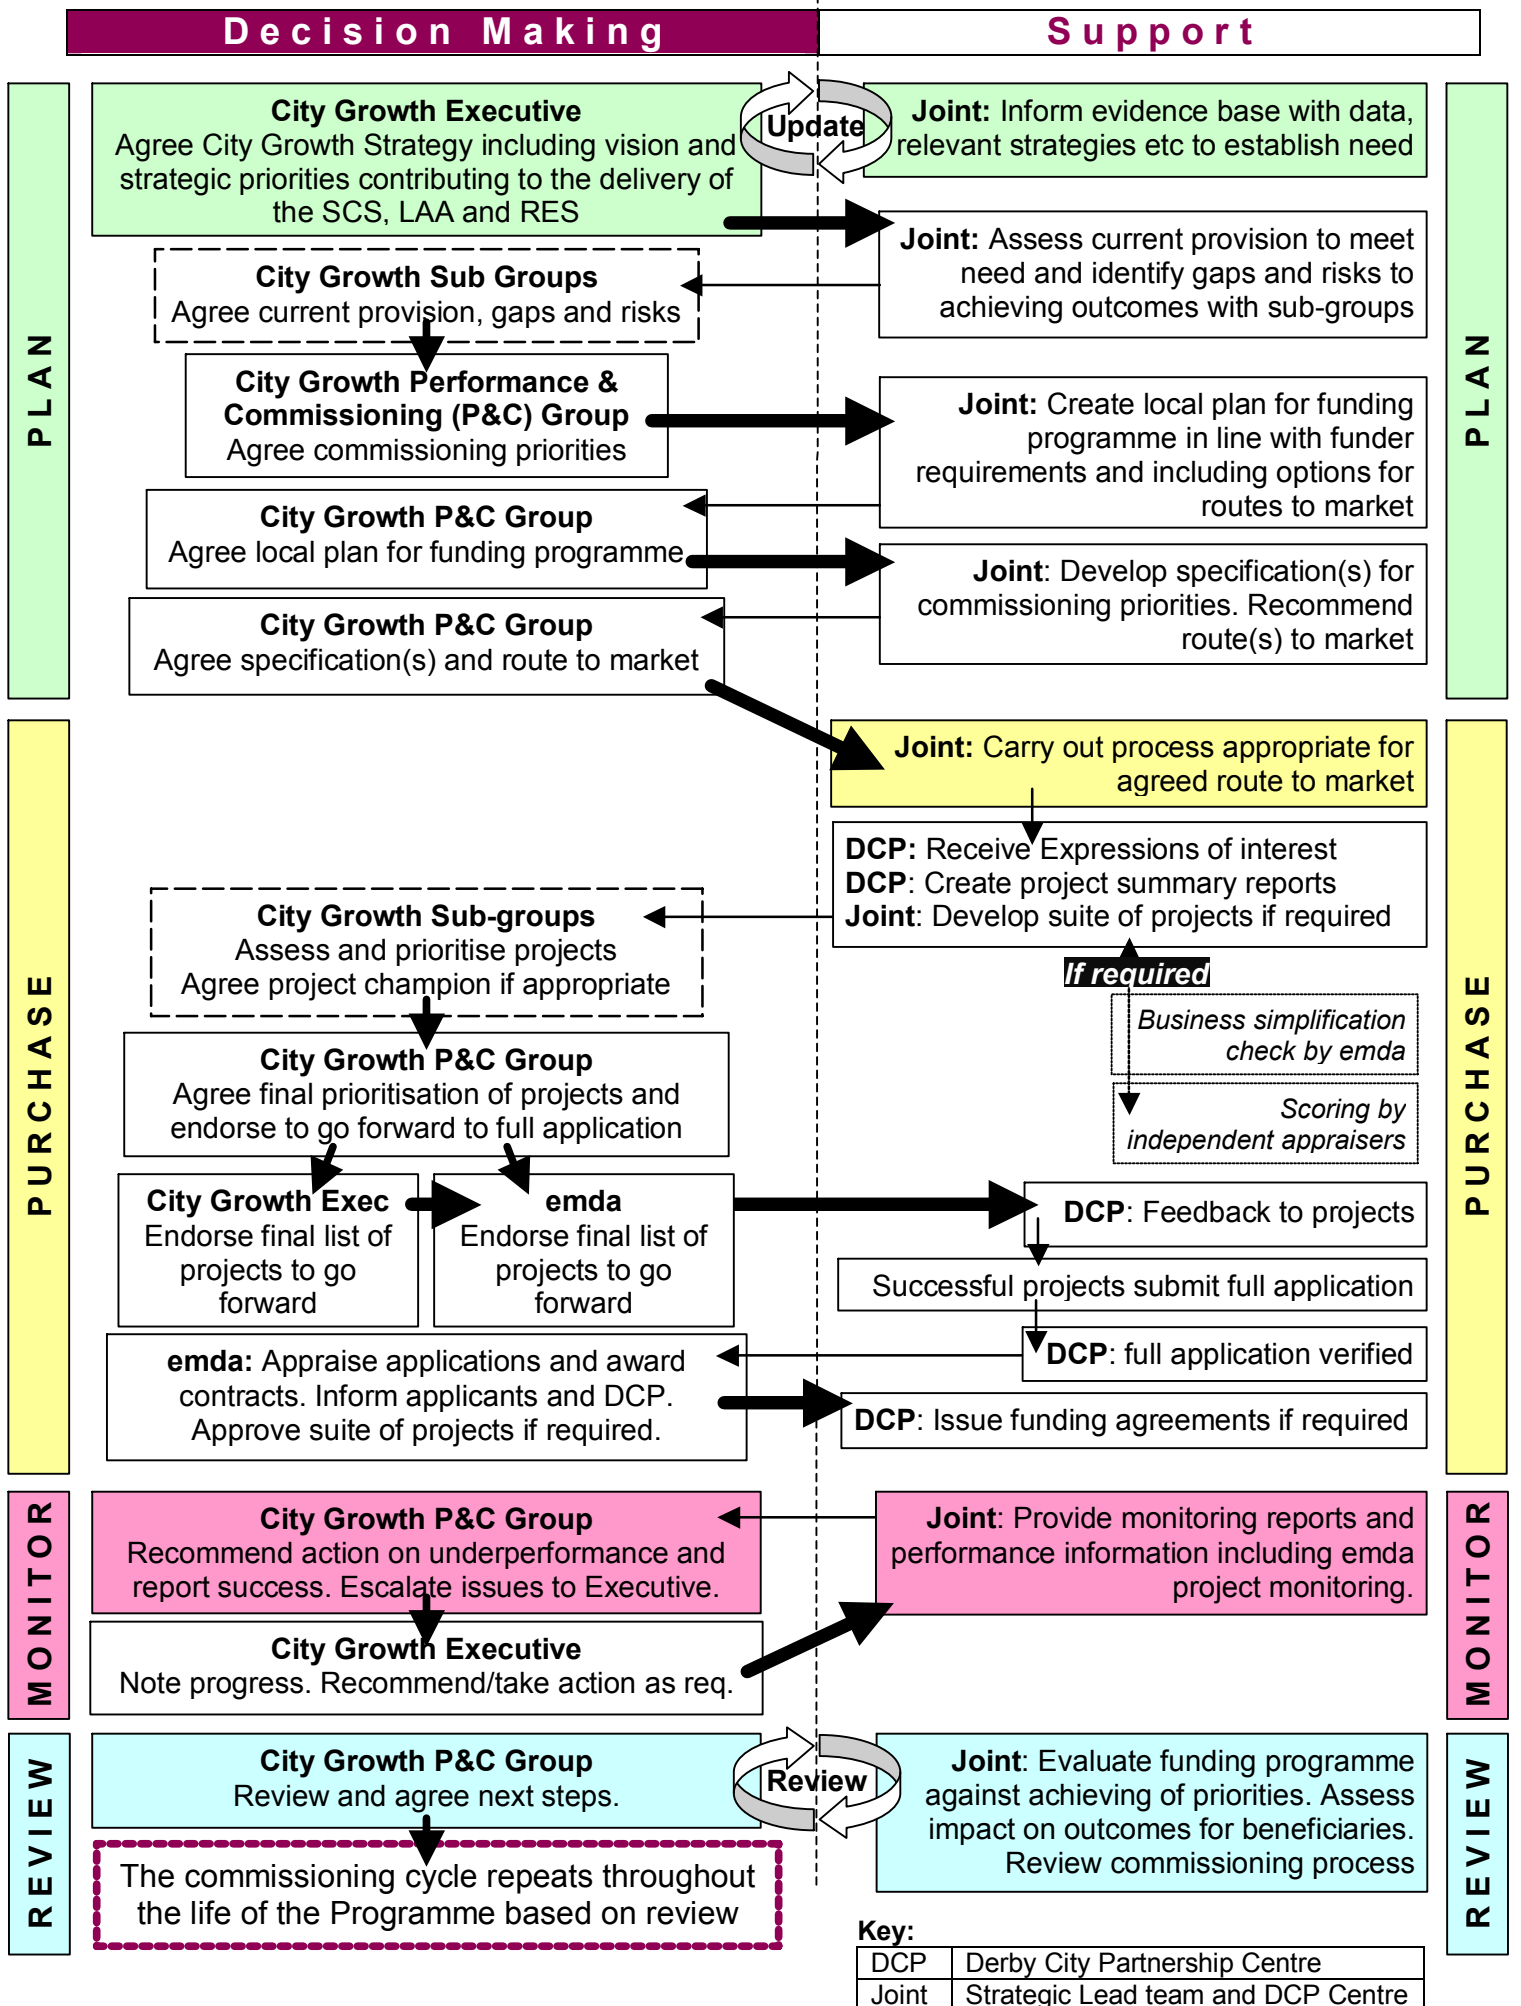 Decision Making
Support
PLAN
City Growth Executive
Agree City Growth Strategy including vision and
strategic priorities contributing to the delivery of
the SCS, LAA and RES
Update
Joint: Inform evidence base with data,
relevant strategies etc to establish need
PLAN
Joint: Assess current provision to meet
need and identify gaps and risks to
achieving outcomes with sub-groups
City Growth Sub Groups
Agree current provision, gaps and risks
City Growth Performance &
Commissioning (P&C) Group
Agree commissioning priorities
Joint: Create local plan for funding
programme in line with funder
requirements and including options for
routes to market
City Growth P&C Group
Agree local plan for funding programme
Joint: Develop specification(s) for
commissioning priorities. Recommend
route(s) to market
City Growth P&C Group
Agree specification(s) and route to market
PURCHASE
Joint: Carry out process appropriate for
agreed route to market
PURCHASE
DCP: Receive Expressions of interest
DCP: Create project summary reports
Joint: Develop suite of projects if required
City Growth Sub-groups
Assess and prioritise projects
Agree project champion if appropriate
If required
Business simplification
check by emda
Scoring by
independent appraisers
City Growth P&C Group
Agree final prioritisation of projects and
endorse to go forward to full application
City Growth Exec
Endorse final list of
projects to go
forward
emda
Endorse final list of
projects to go
forward
DCP: Feedback to projects
Successful projects submit full application
DCP: full application verified
emda: Appraise applications and award
contracts. Inform applicants and DCP.
Approve suite of projects if required.
DCP: Issue funding agreements if required
MONITOR
City Growth P&C Group
Recommend action on underperformance and
report success. Escalate issues to Executive.
Joint: Provide monitoring reports and
performance information including emda
project monitoring.
MONITOR
City Growth Executive
Note progress. Recommend/take action as req.
REVIEW
City Growth P&C Group
Review and agree next steps.
Review
Joint: Evaluate funding programme
against achieving of priorities. Assess
impact on outcomes for beneficiaries.
Review commissioning process
REVIEW
The commissioning cycle repeats throughout
the life of the Programme based on review
Key:
DCP Derby City Partnership Centre
Joint Strategic Lead team and DCP Centre